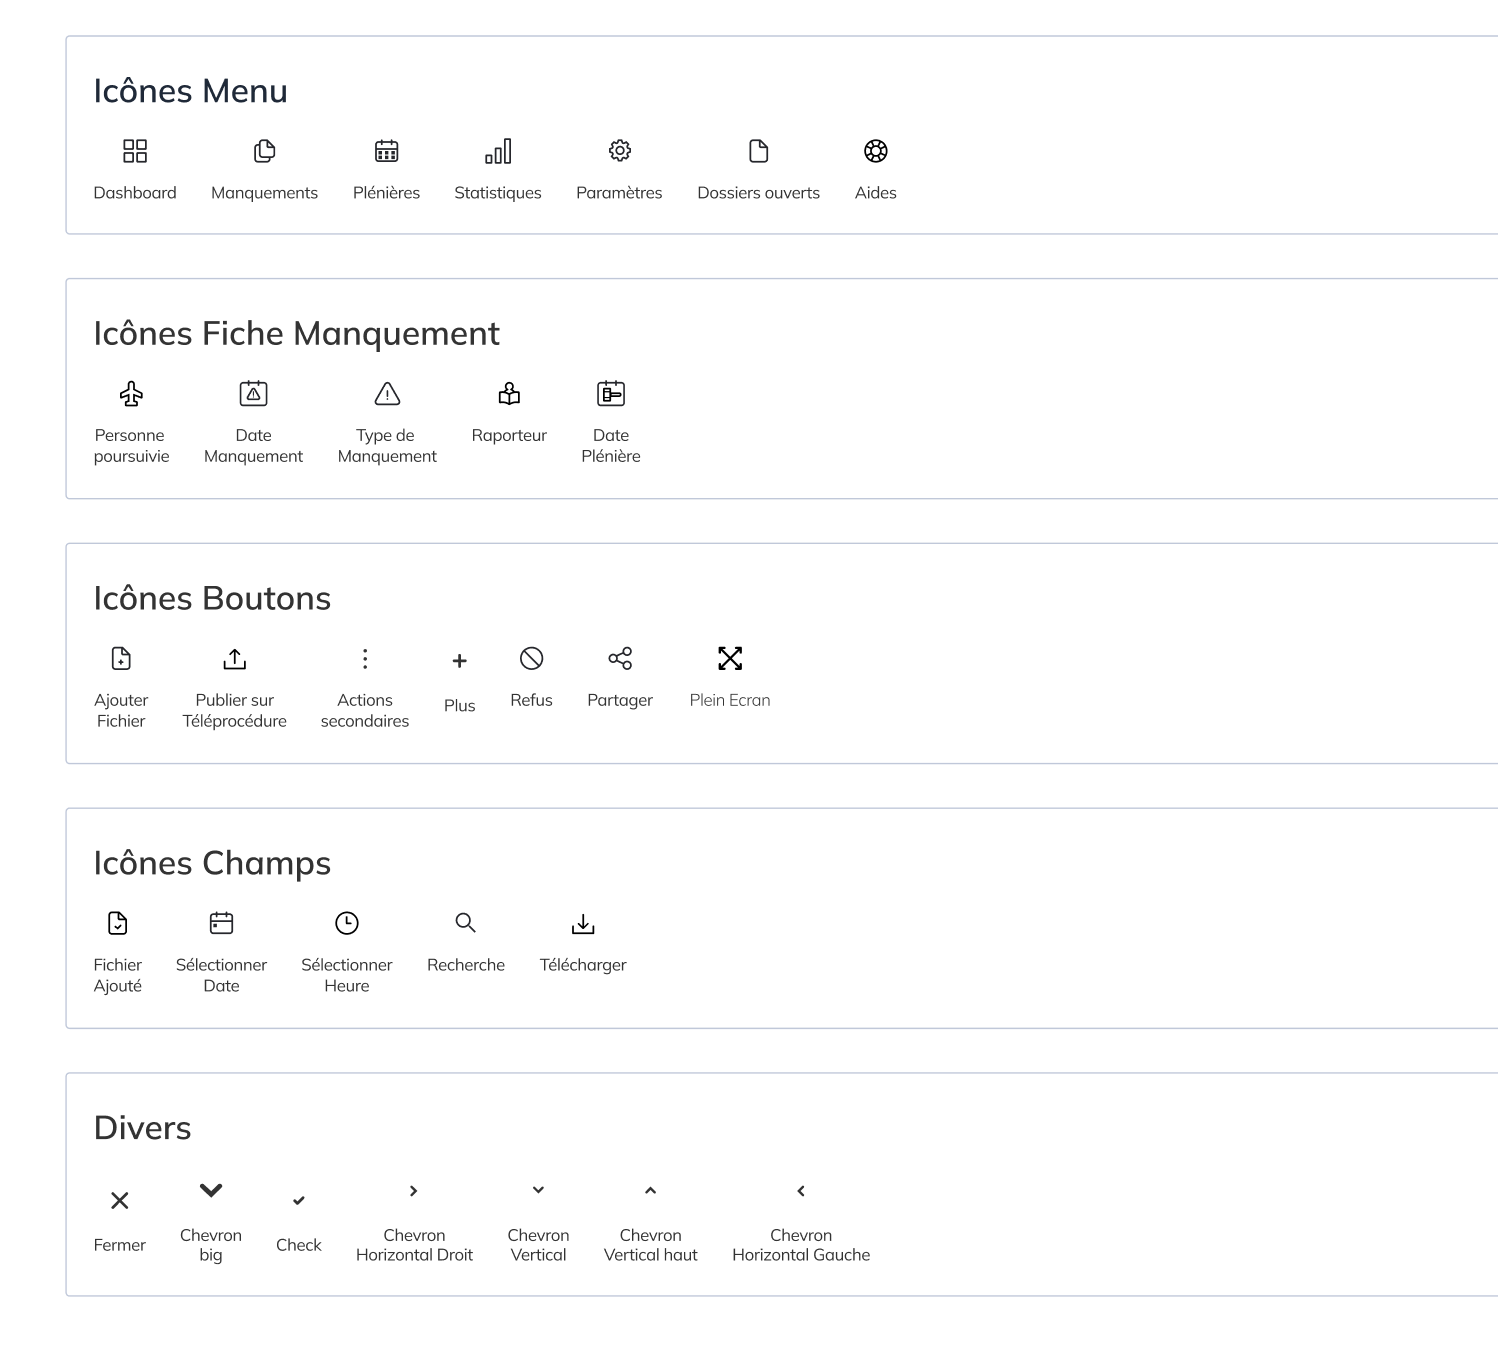 Icônes Menu
Dashboard
Manquements
Plénières
Statistiques
Paramètres
Dossiers ouverts
Aides
Icônes Fiche Manquement
Personne
poursuivie
Date
Manquement
Type de
Manquement
Raporteur
Date
Plénière
Icônes Boutons
Ajouter
Fichier
Publier sur
Téléprocédure
Actions
secondaires
Plus
Refus
Partager
Plein Ecran
Icônes Champs
Fichier
Ajouté
Sélectionner
Date
Sélectionner
Heure
Recherche
Télécharger
Divers
Fermer
Chevron
big
Check
Chevron
Horizontal Droit
Chevron
Vertical
Chevron
Vertical haut
Chevron
Horizontal Gauche